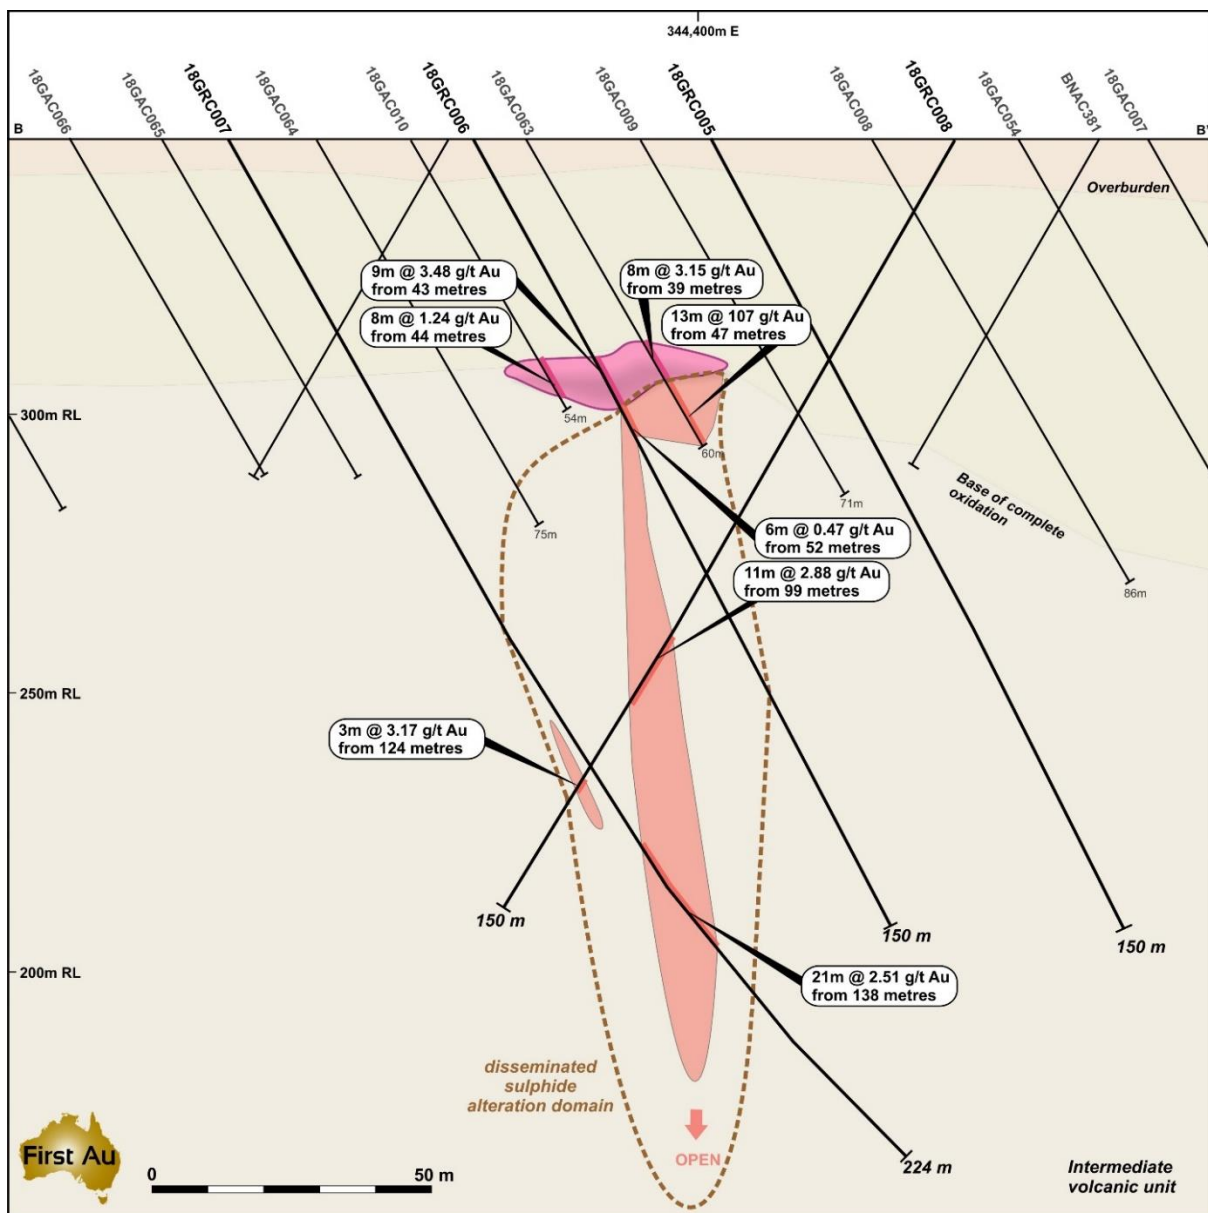 344,400m E
18GAC066
18GAC065
18GRC007
18GAC064
18GAC010
18GRC006
18GAC063
18GAC009
18GRC005
18GAC008
18GRC008
18GAC054
BNAC381
18GAC007
B
B'
Overburden
9m @ 3.48 g/t Au
from 43 metres
8m @ 3.15 g/t Au
from 39 metres
8m @ 1.24 g/t Au
from 44 metres
13m @ 107 g/t Au
from 47 metres
300m RL
54m
60m
Base of complete
oxidation
71m
75m
6m @ 0.47 g/t Au
from 52 metres
11m @ 2.88 g/t Au
from 99 metres
86m
250m RL
3m @ 3.17 g/t Au
from 124 metres
150 m
150 m
150 m
200m RL
21m @ 2.51 g/t Au
from 138 metres
disseminated
sulphide
alteration domain
OPEN
224 m
First Au
0
50 m
Intermediate
volcanic unit